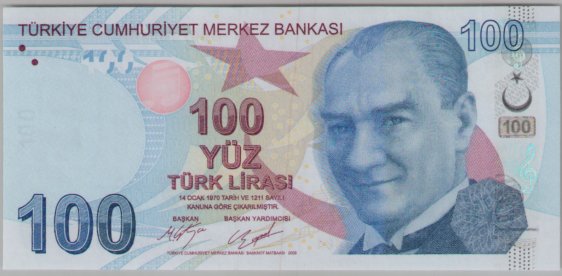 TÜRKİYE CUMHURİYET MERKEZ BANKASI
100
100
100
100
YÜZ
TÜRK LİRASI
14 OCAK 1970 TARİH VE 1211 SAYILI
KANUNA GÖRE ÇIKARILMIŞTIR.
BAŞKAN BAŞKAN YARDIMCISI
100
TÜRKİYE CUMHURİYET MERKEZ BANKASI BANKNOT MATBAASI 2009